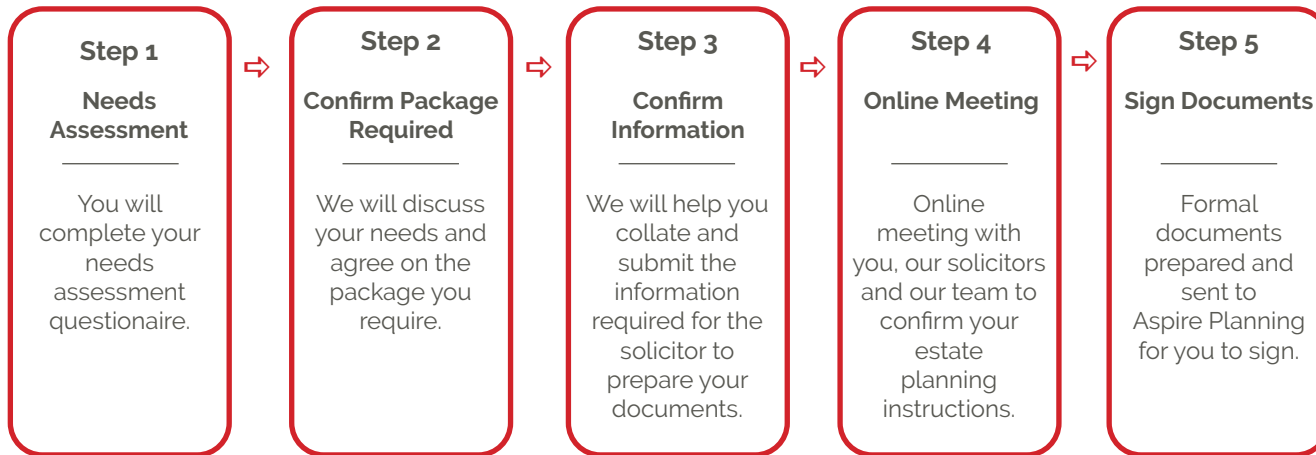 Step 1
Needs
Assessment
You will
complete your
needs
assessment
questionaire.
Step 2
Confirm Package
Required
We will discuss
your needs and
agree on the
package you
require.
Step 3
Confirm
Information
We will help you
collate and
submit the
information
required for the
solicitor to
prepare your
documents.
Step 4
Online Meeting
Online
meeting with
you, our solicitors
and our team to
confirm your
estate
planning
instructions.
Step 5
Sign Documents
Formal
documents
prepared and
sent to
Aspire Planning
for you to sign.